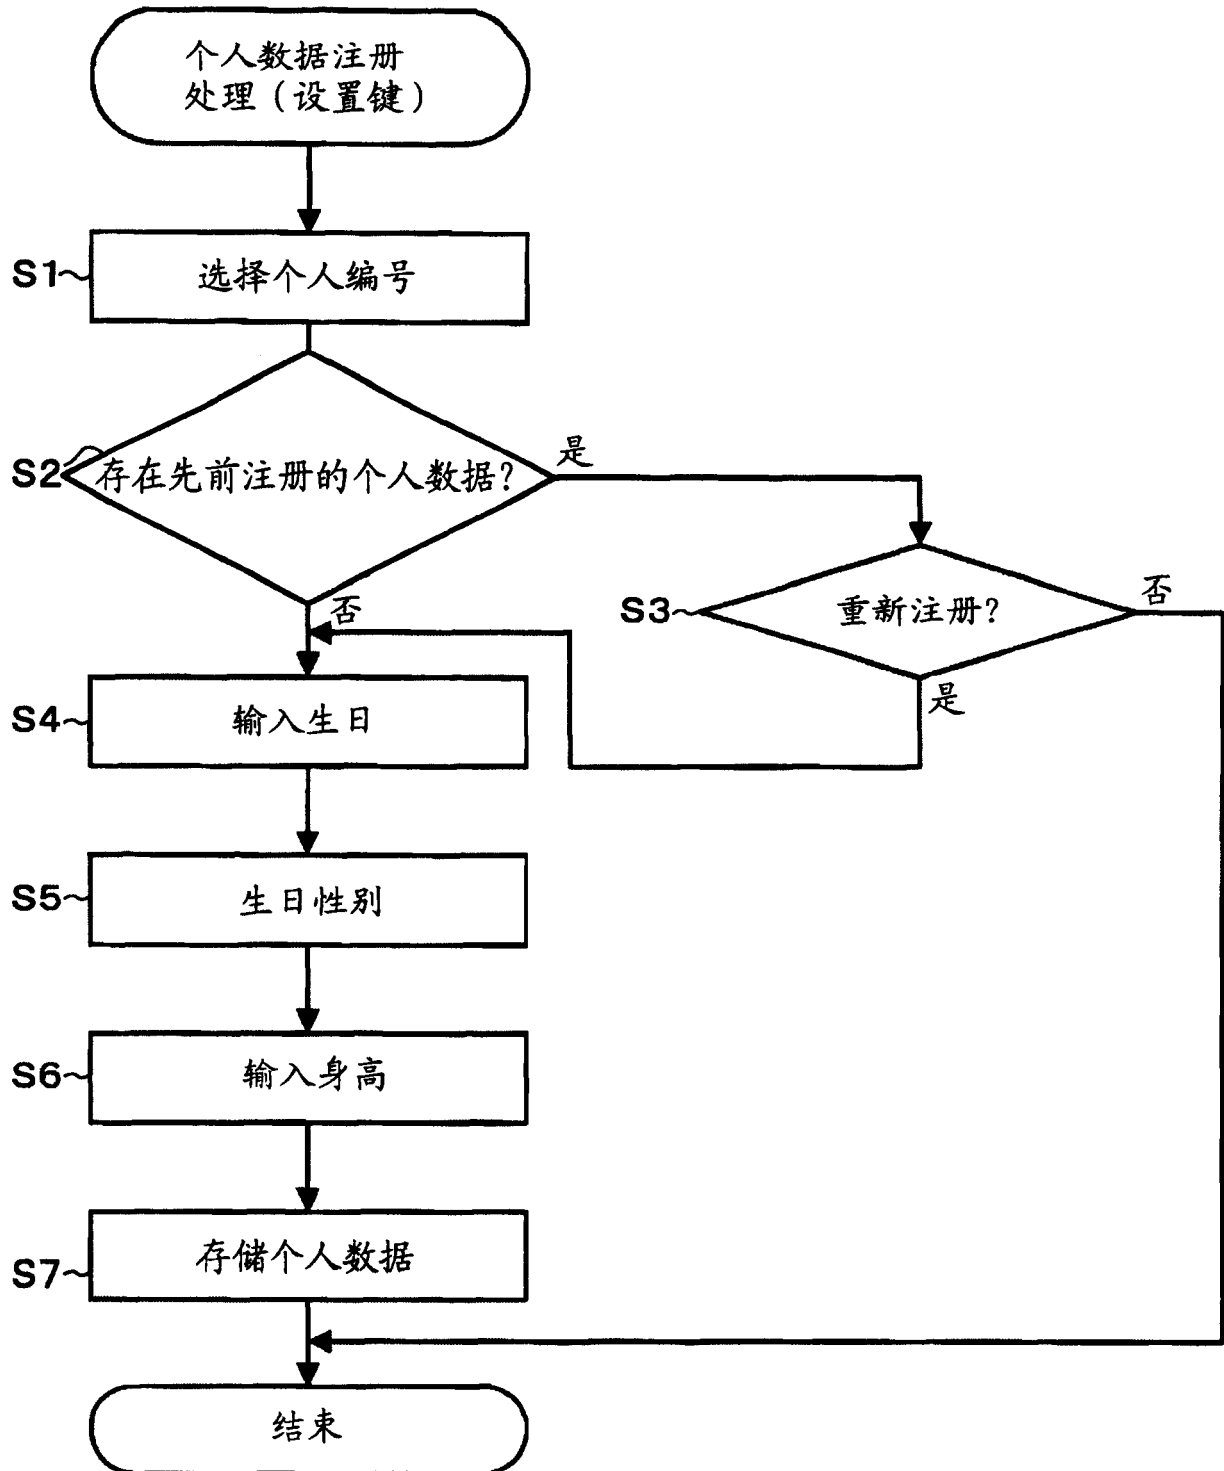 个人数据注册
处理（设置键）
S1
选择个人编号
S2
存在先前注册的个人数据?
是
S3
重新注册?
否
否
是
S4
输入生日
S5
生日性别
S6
输入身高
S7
存储个人数据
结束